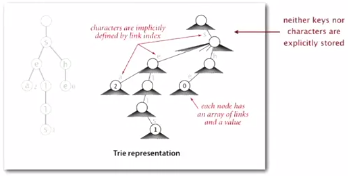 characters are implicitly
defined by link index
neither keys nor
characters are
explicitly stored
2
0
each node has
an array of links
and a value
1
Trie representation